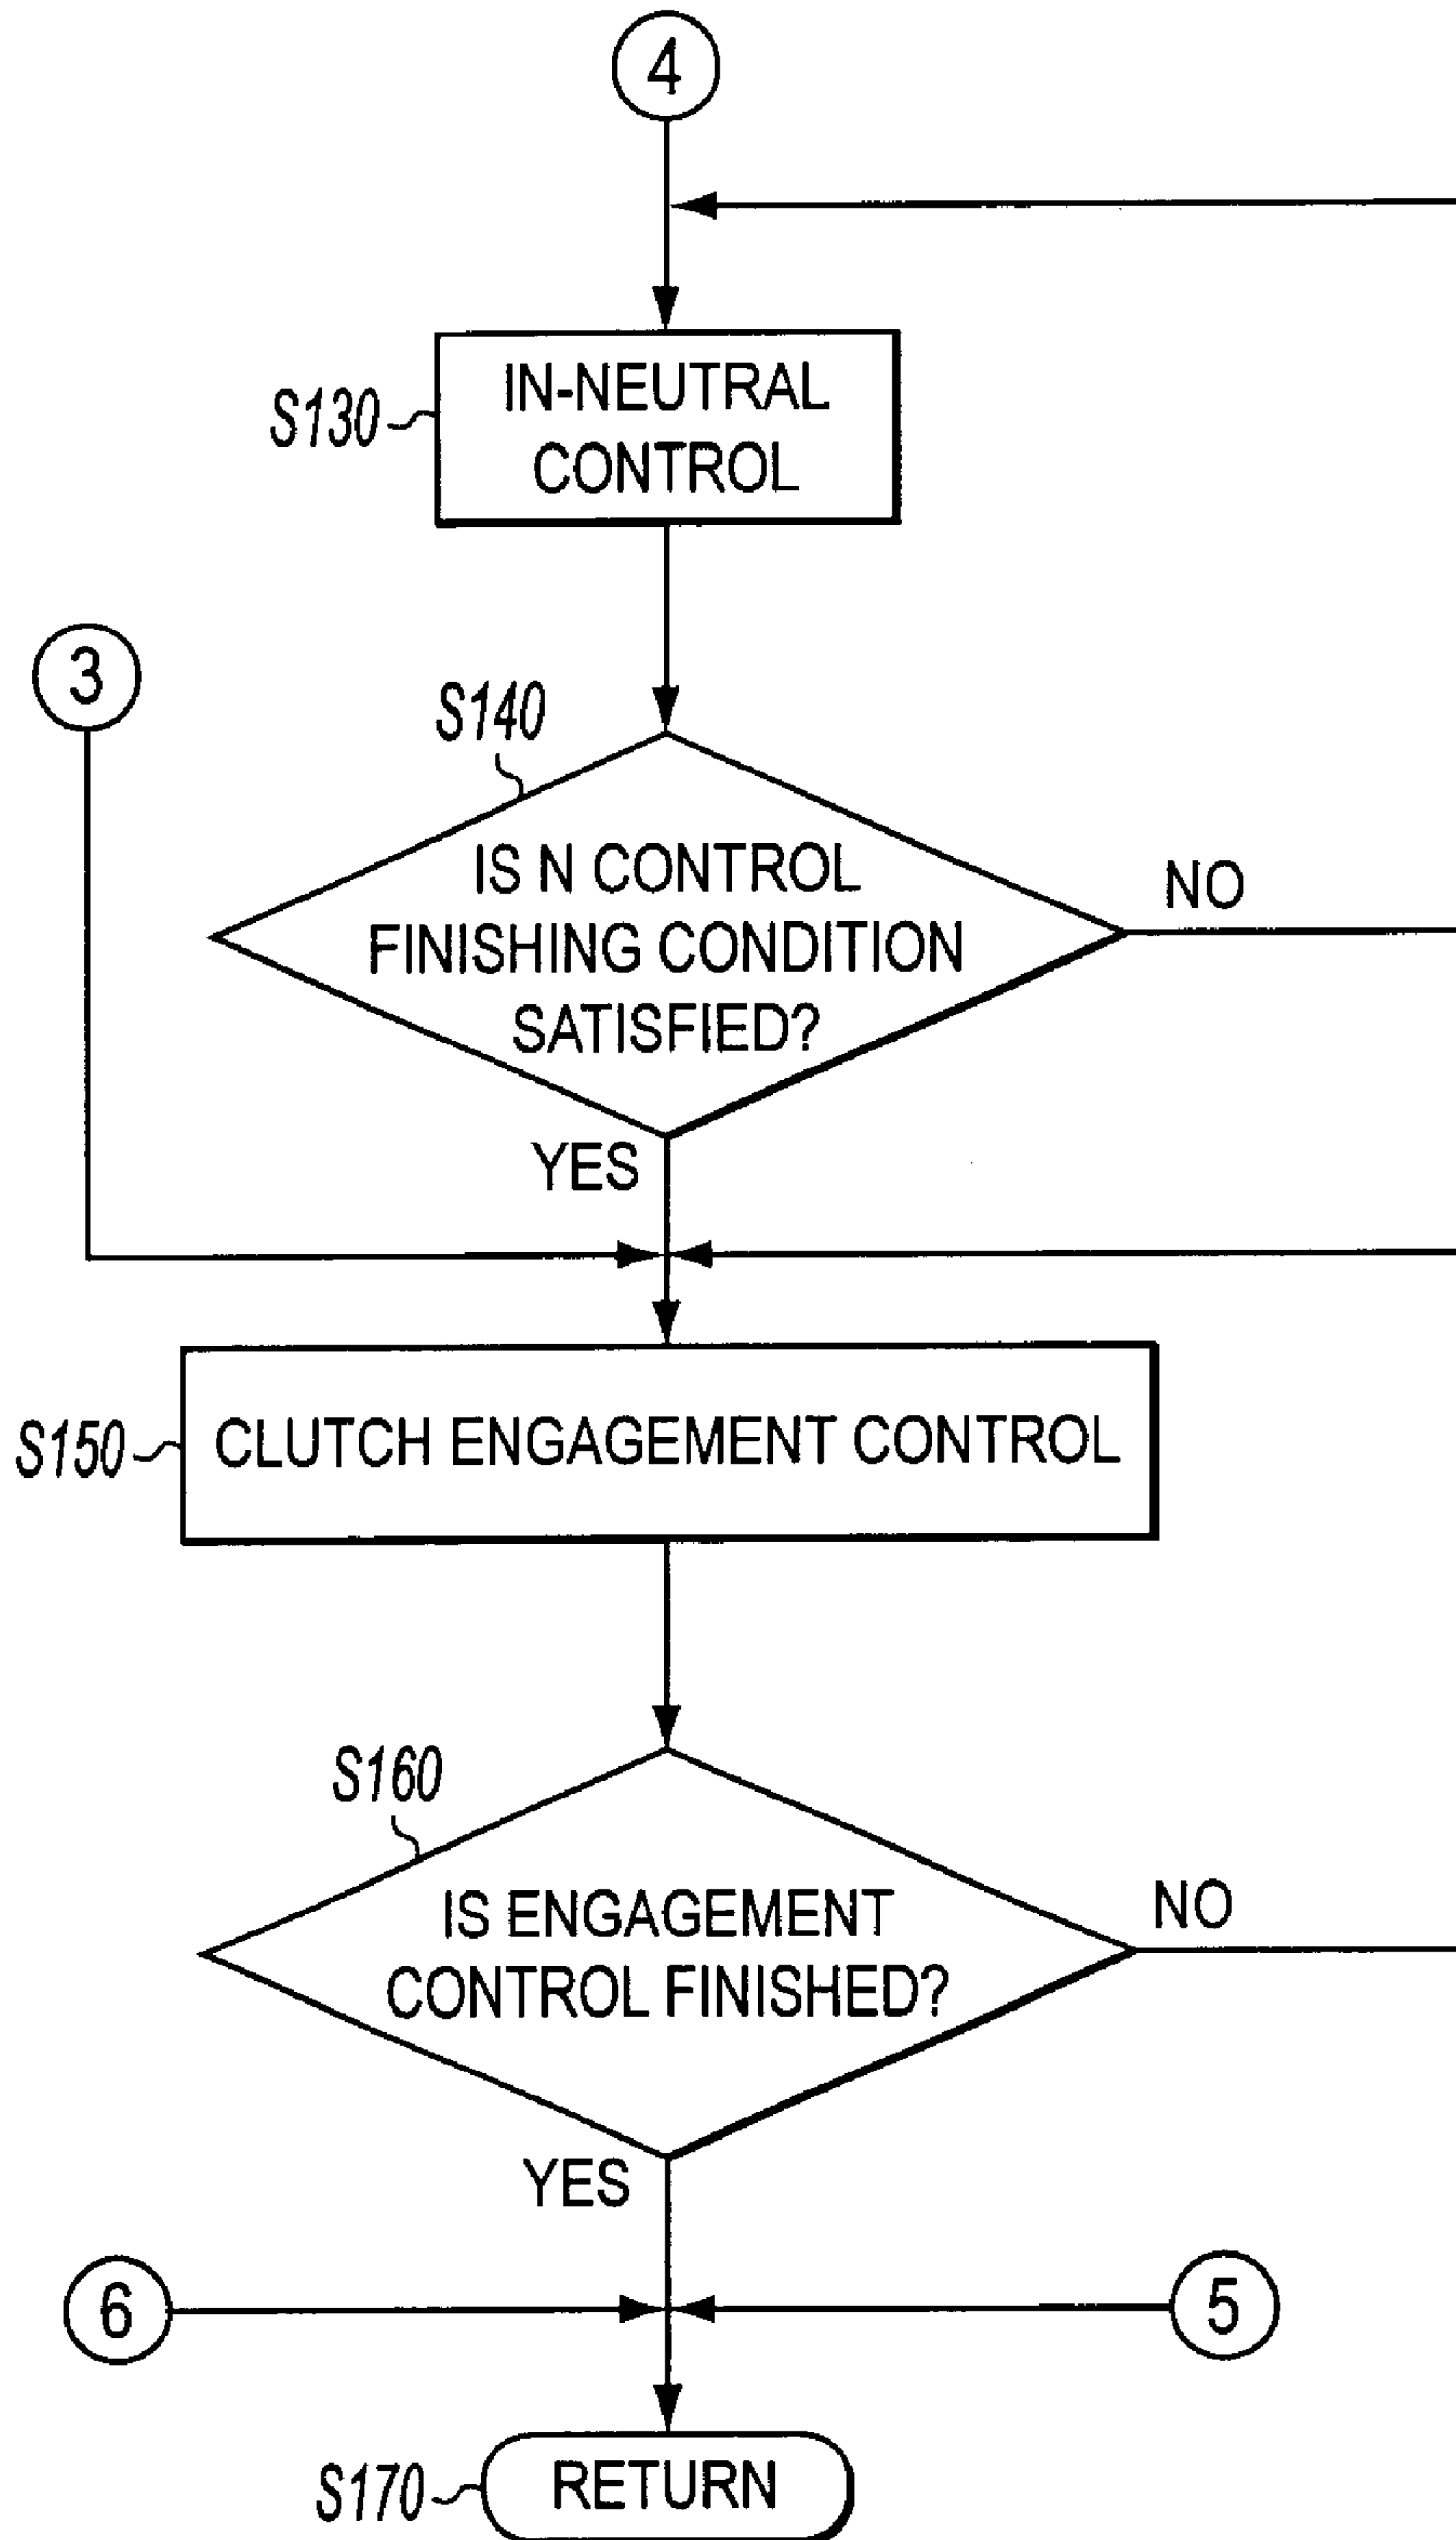 4
S130
IN-NEUTRAL
CONTROL
3
S140
IS N CONTROL
FINISHING CONDITION
SATISFIED?
NO
YES
S150
CLUTCH ENGAGEMENT CONTROL
S160
IS ENGAGEMENT
CONTROL FINISHED?
NO
YES
6
5
S170
RETURN